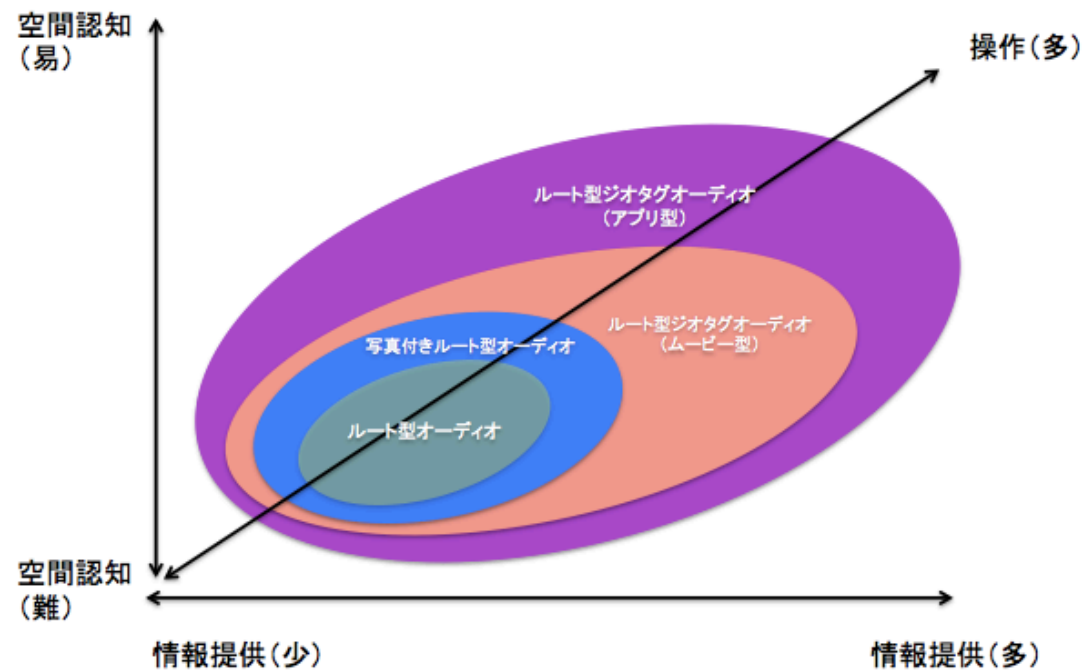 空間認知
（易）
操作（多）
ルート型ジオタグオーディオ
（アプリ型）
ルート型ジオタグオーディオ
（ムービー型）
写真付きルート型オーディオ
ルート型オーディオ
空間認知
（難）
情報提供（少）
情報提供（多）